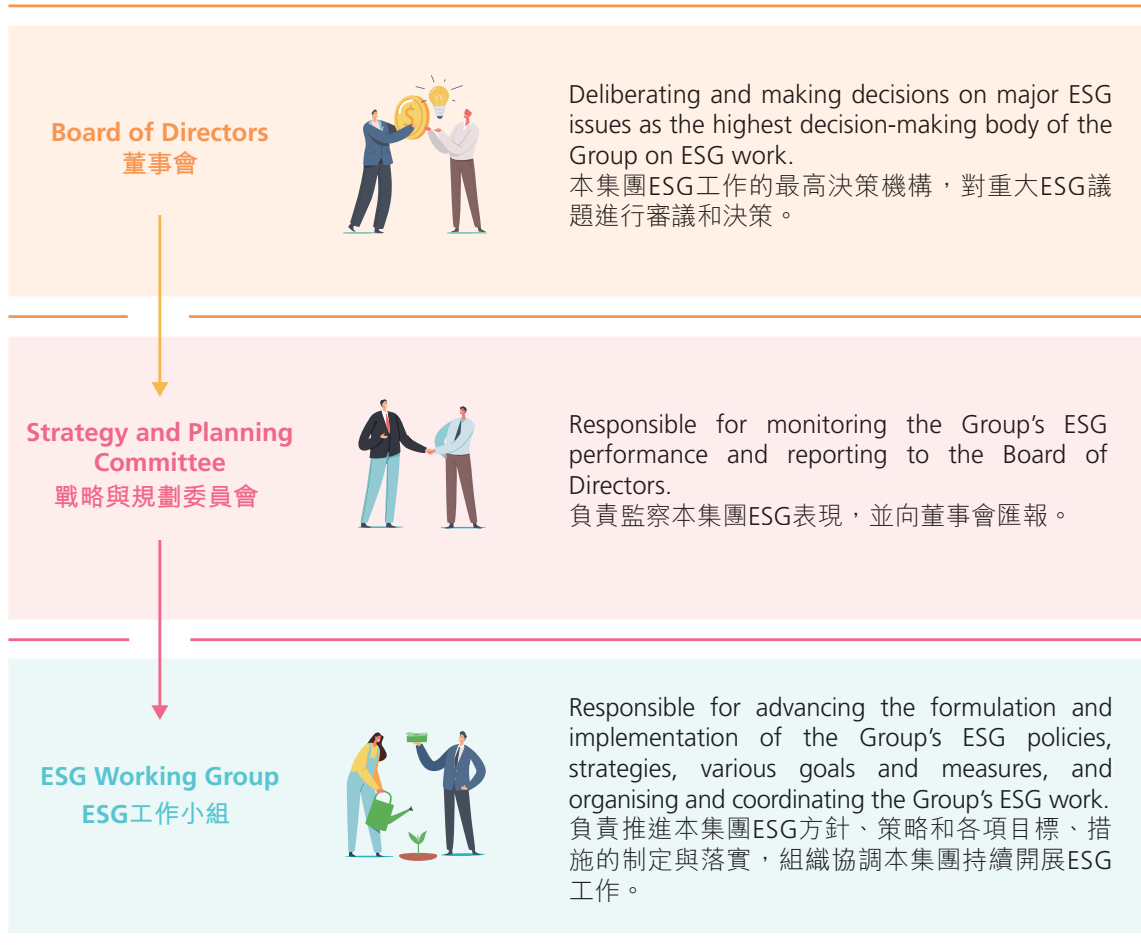 Board of Directors
董事會
Deliberating and making decisions on major ESG
issues as the highest decision-making body of the
Group on ESG work.
本集團ESG工作的最高決策機構，對重大ESG議
題進行審議和決策。
Strategy and Planning
Committee
戰略與規劃委員會
Responsible for monitoring the Group's ESG
performance and reporting to the Board of
Directors.
負責監察本集團ESG表現，並向董事會匯報。
ESG Working Group
ESG工作小組
Responsible for advancing the formulation and
implementation of the Group's ESG policies,
strategies, various goals and measures, and
organising and coordinating the Group's ESG work.
負責推進本集團ESG方針、策略和各項目標、措
施的制定與落實，組織協調本集團持續開展ESG
工作。